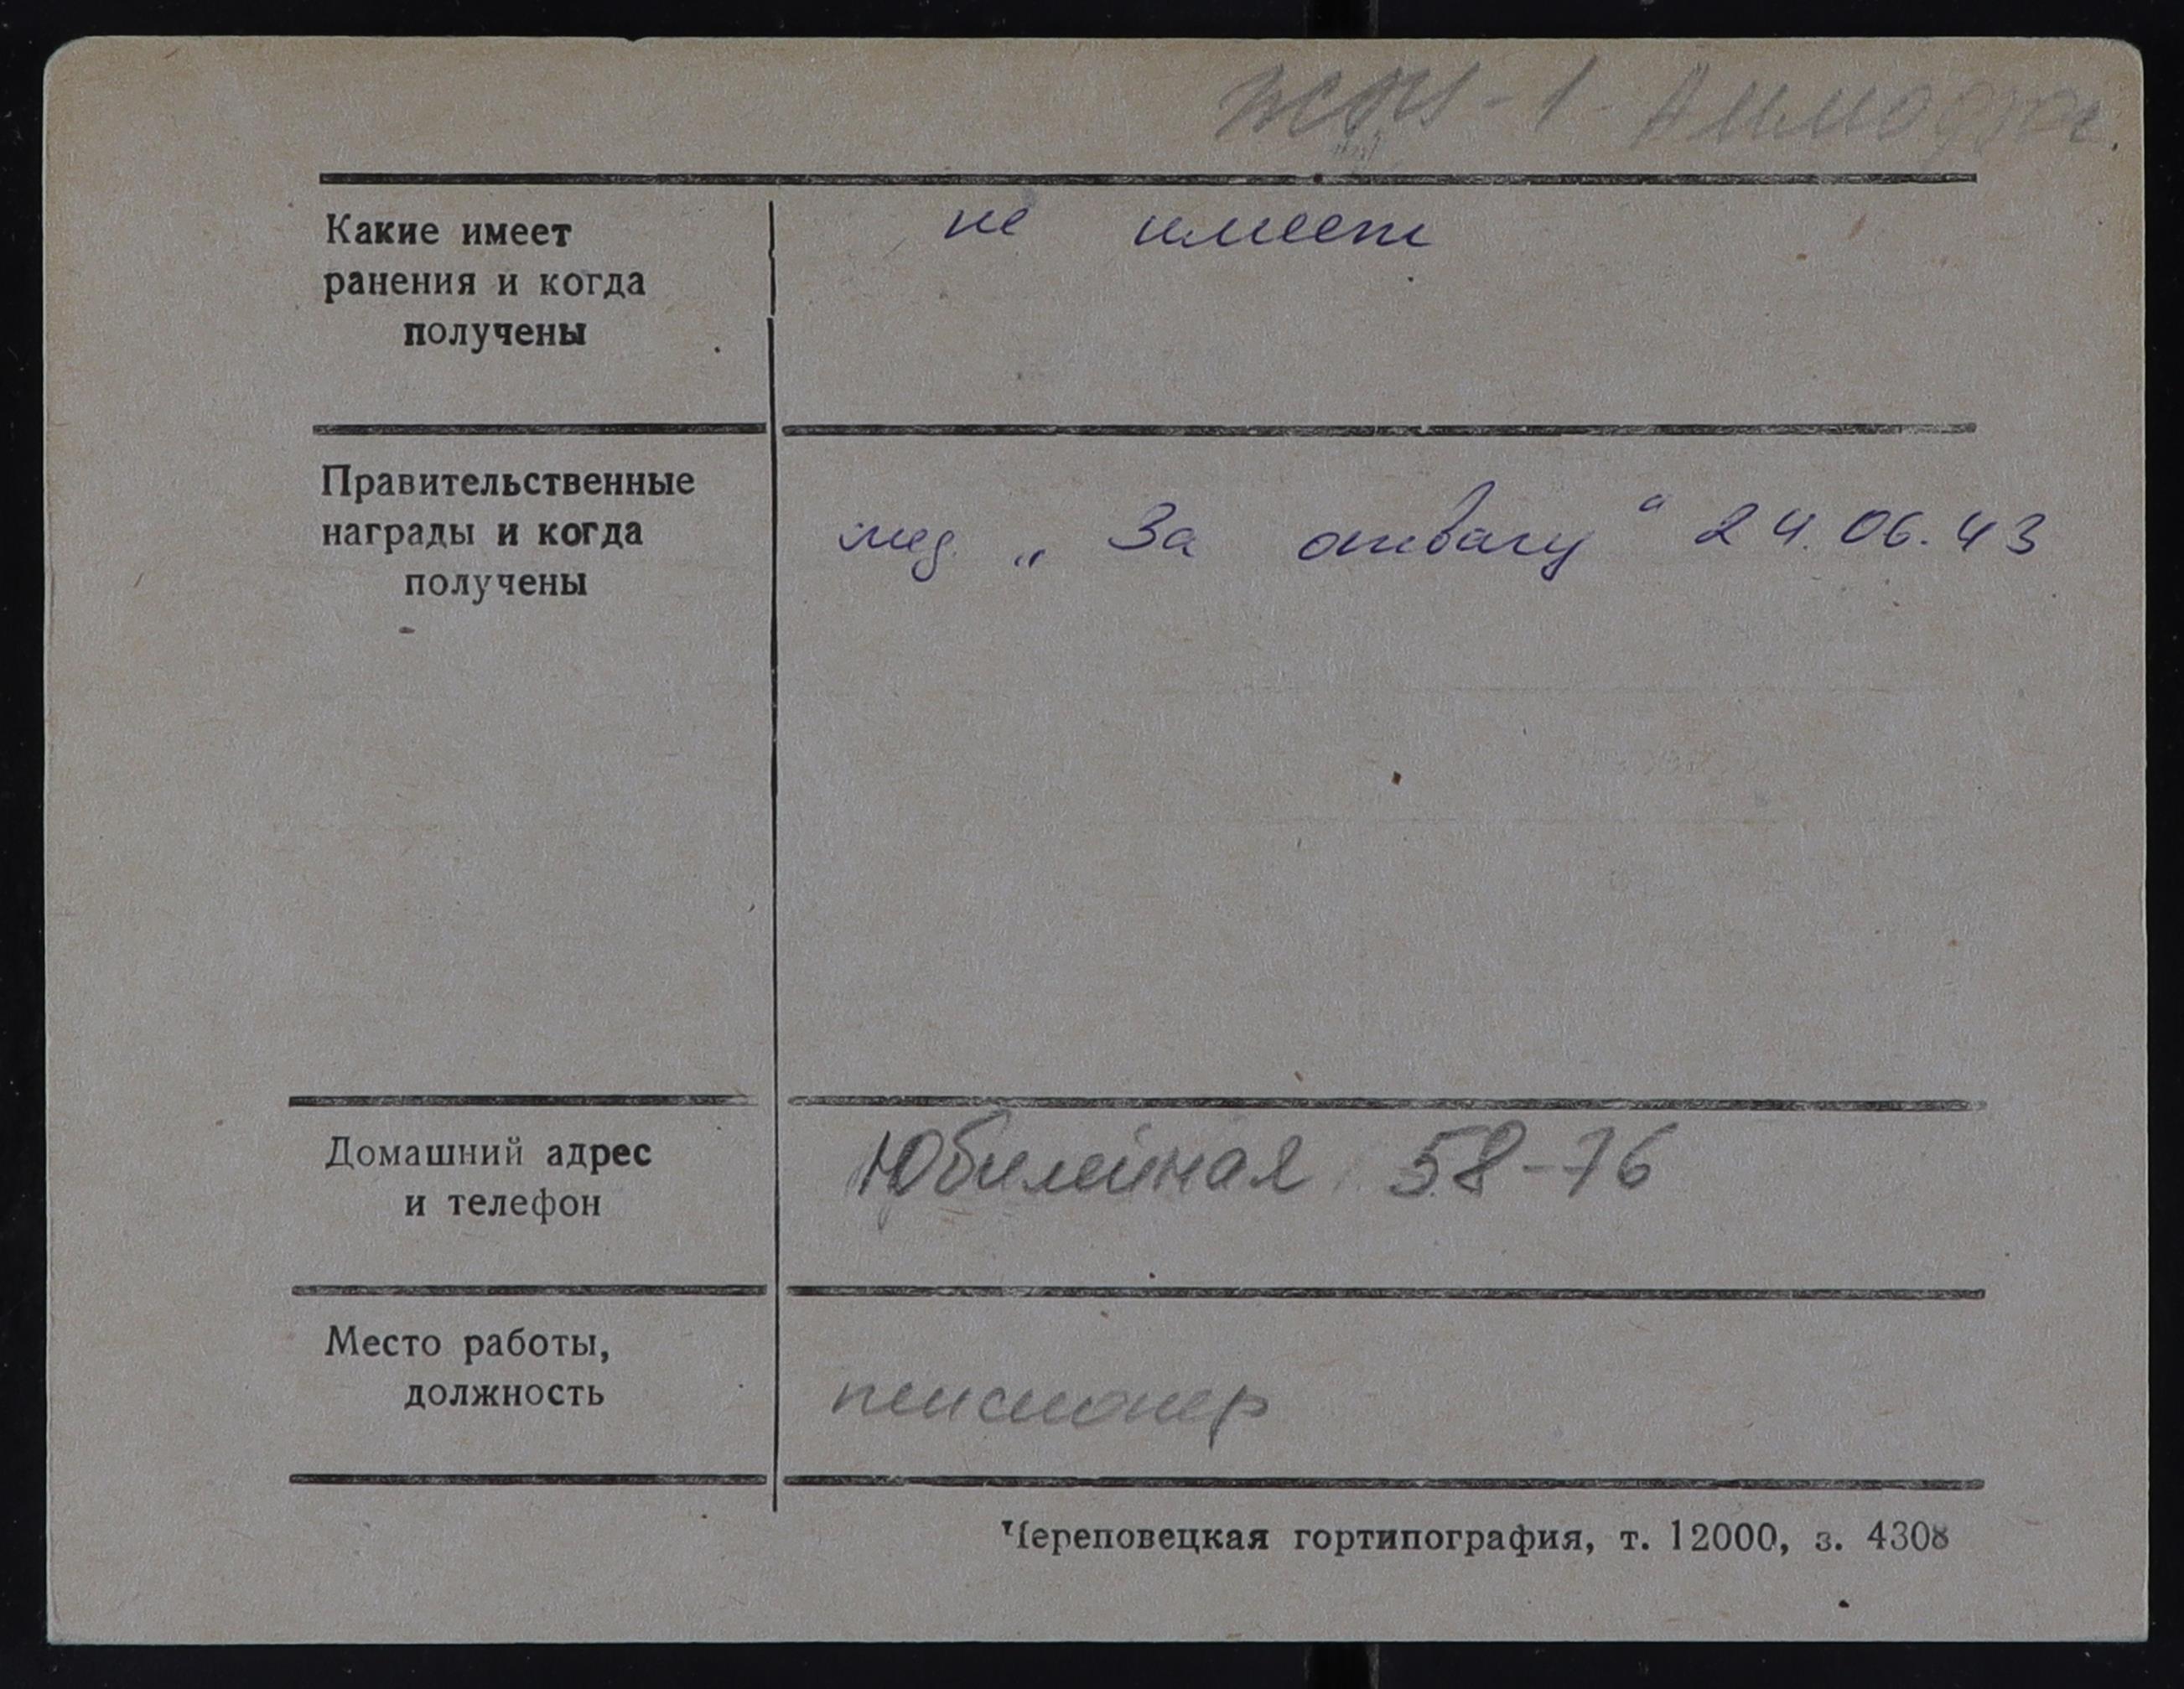 Какие имеет
ранения и когда
получены
не имеет
Правительственные
награды и когда
получены
мед. „За отвагу“ 24.06.43
Домашний адрес
и телефон
Юбилейная 58-76
Место работы,
должность
пенсионер
Череповецкая гортипография, т. 12000, з. 4308